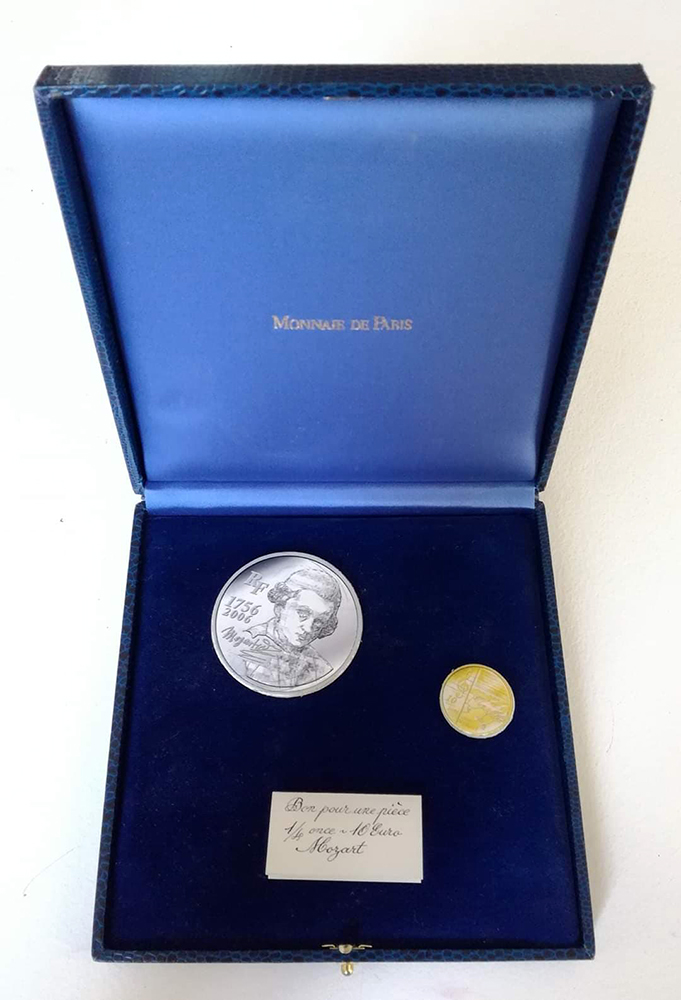 MONNAIE DE PARIS
RF
1756
2006
Mozart
Bon pour une pièce
1/4 once ~ 10 Euro
Mozart